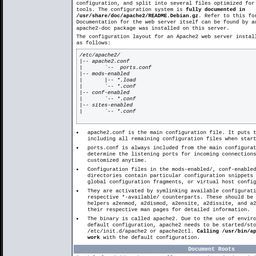 configuration, and split into several files optimized for
tools. The configuration system is fully documented in
/usr/share/doc/apache2/README.Debian.gz. Refer to this fo
Documentation for the web server itself can be found by ac
apache2-doc package was installed on this server.
The configuration layout for an Apache2 web server install
as follows:
/etc/apache2/
|-- apache2.conf
|       `--  ports.conf
|-- mods-enabled
|       |-- *.load
|       `-- *.conf
|-- conf-enabled
|       `-- *.conf
|-- sites-enabled
|       `-- *.conf
apache2.conf is the main configuration file. It puts t
including all remaining configuration files when start
ports.conf is always included from the main configurat
determine the listening ports for incoming connections
customized anytime.
Configuration files in the mods-enabled/, conf-enabled
directories contain particular configuration snippets
global configuration fragments, or virtual host config
They are activated by symlinking available configurati
respective *-available/ counterparts. These should be
helpers a2enmod, a2dismod, a2ensite, a2dissite, and a2
their respective man pages for detailed information.
The binary is called apache2. Due to the use of enviro
default configuration, apache2 needs to be started/sto
/etc/init.d/apache2 or apache2ctl. Calling /usr/bin/ap
work with the default configuration.
Document Roots